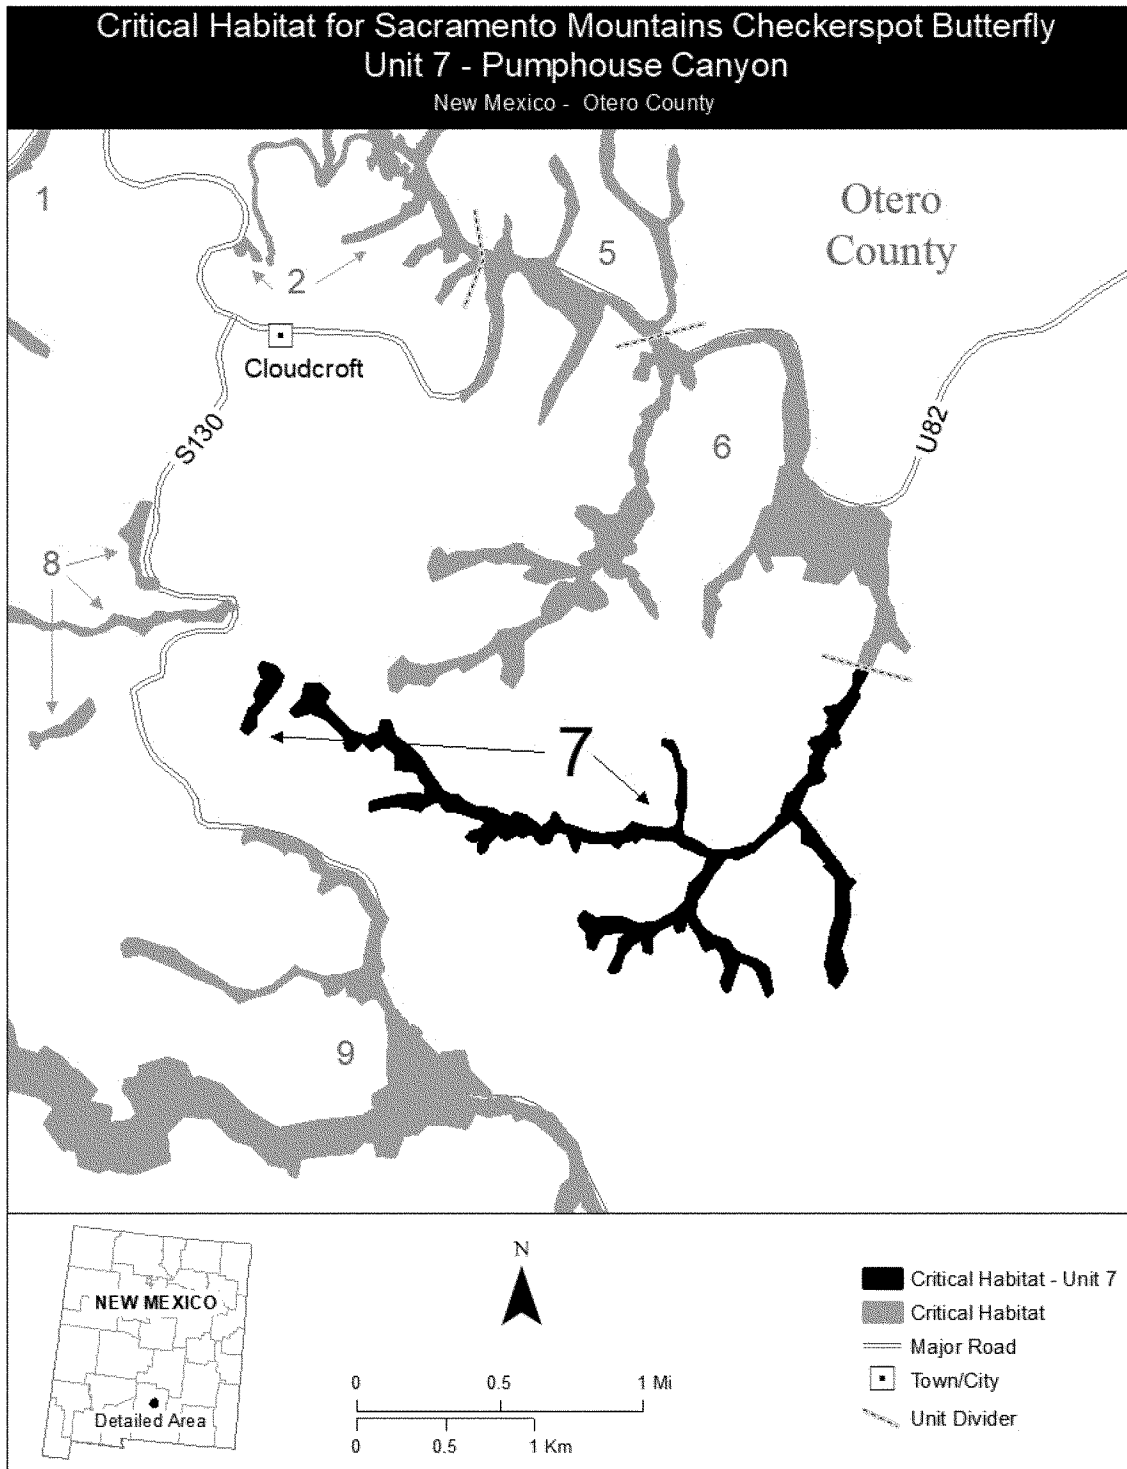 Critical Habitat for Sacramento Mountains Checkerspot Butterfly
Unit 7 - Pumphouse Canyon
New Mexico - Otero County
1
Otero
County
5
2
Cloudcroft
S130
U82
6
8
7
9
NEW MEXICO
Detailed Area
N
0 0.5 1 Mi
0 0.5 1 Km
Critical Habitat - Unit 7
Critical Habitat
Major Road
Town/City
Unit Divider